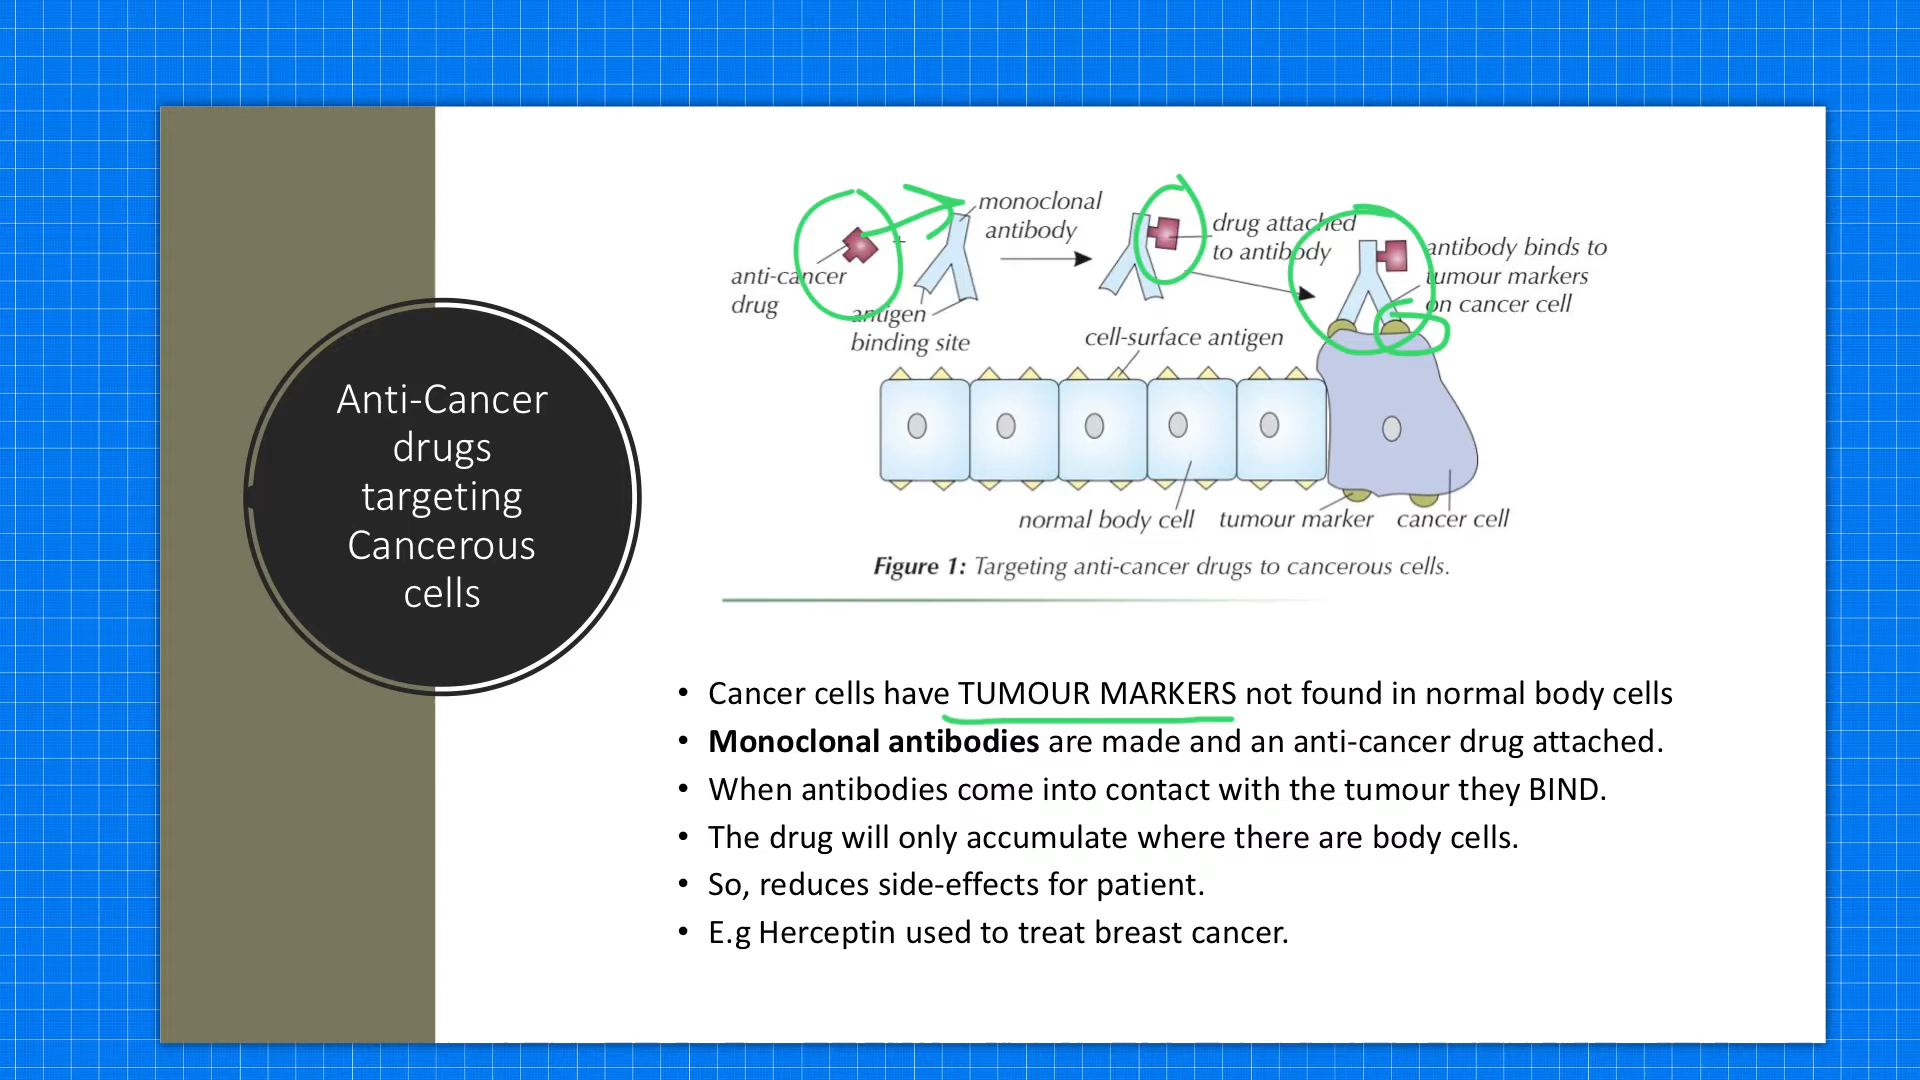 Anti-Cancer
drugs
targeting
Cancerous
cells
anti-cancer
drug
+
monoclonal
antibody
antigen
binding site
drug attached
to antibody
antibody binds to
tumour markers
on cancer cell
cell-surface antigen
normal body cell
tumour marker
cancer cell
Figure 1: Targeting anti-cancer drugs to cancerous cells.
• Cancer cells have TUMOUR MARKERS not found in normal body cells
• Monoclonal antibodies are made and an anti-cancer drug attached.
• When antibodies come into contact with the tumour they BIND.
• The drug will only accumulate where there are body cells.
• So, reduces side-effects for patient.
• E.g Herceptin used to treat breast cancer.